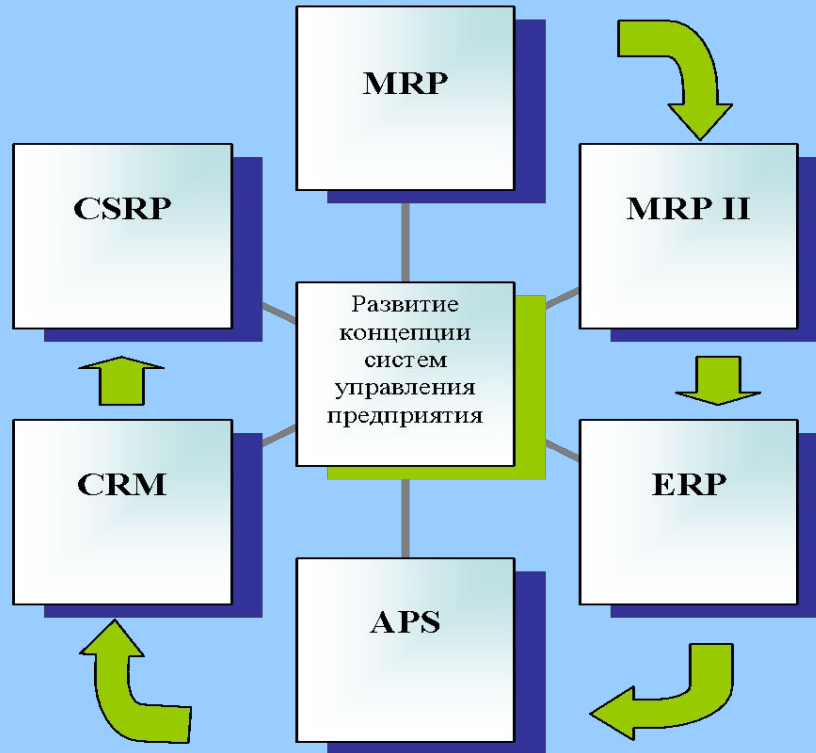 MRP
MRP II
ERP
APS
CRM
CSRP
Развитие
концепции
систем
управления
предприятия